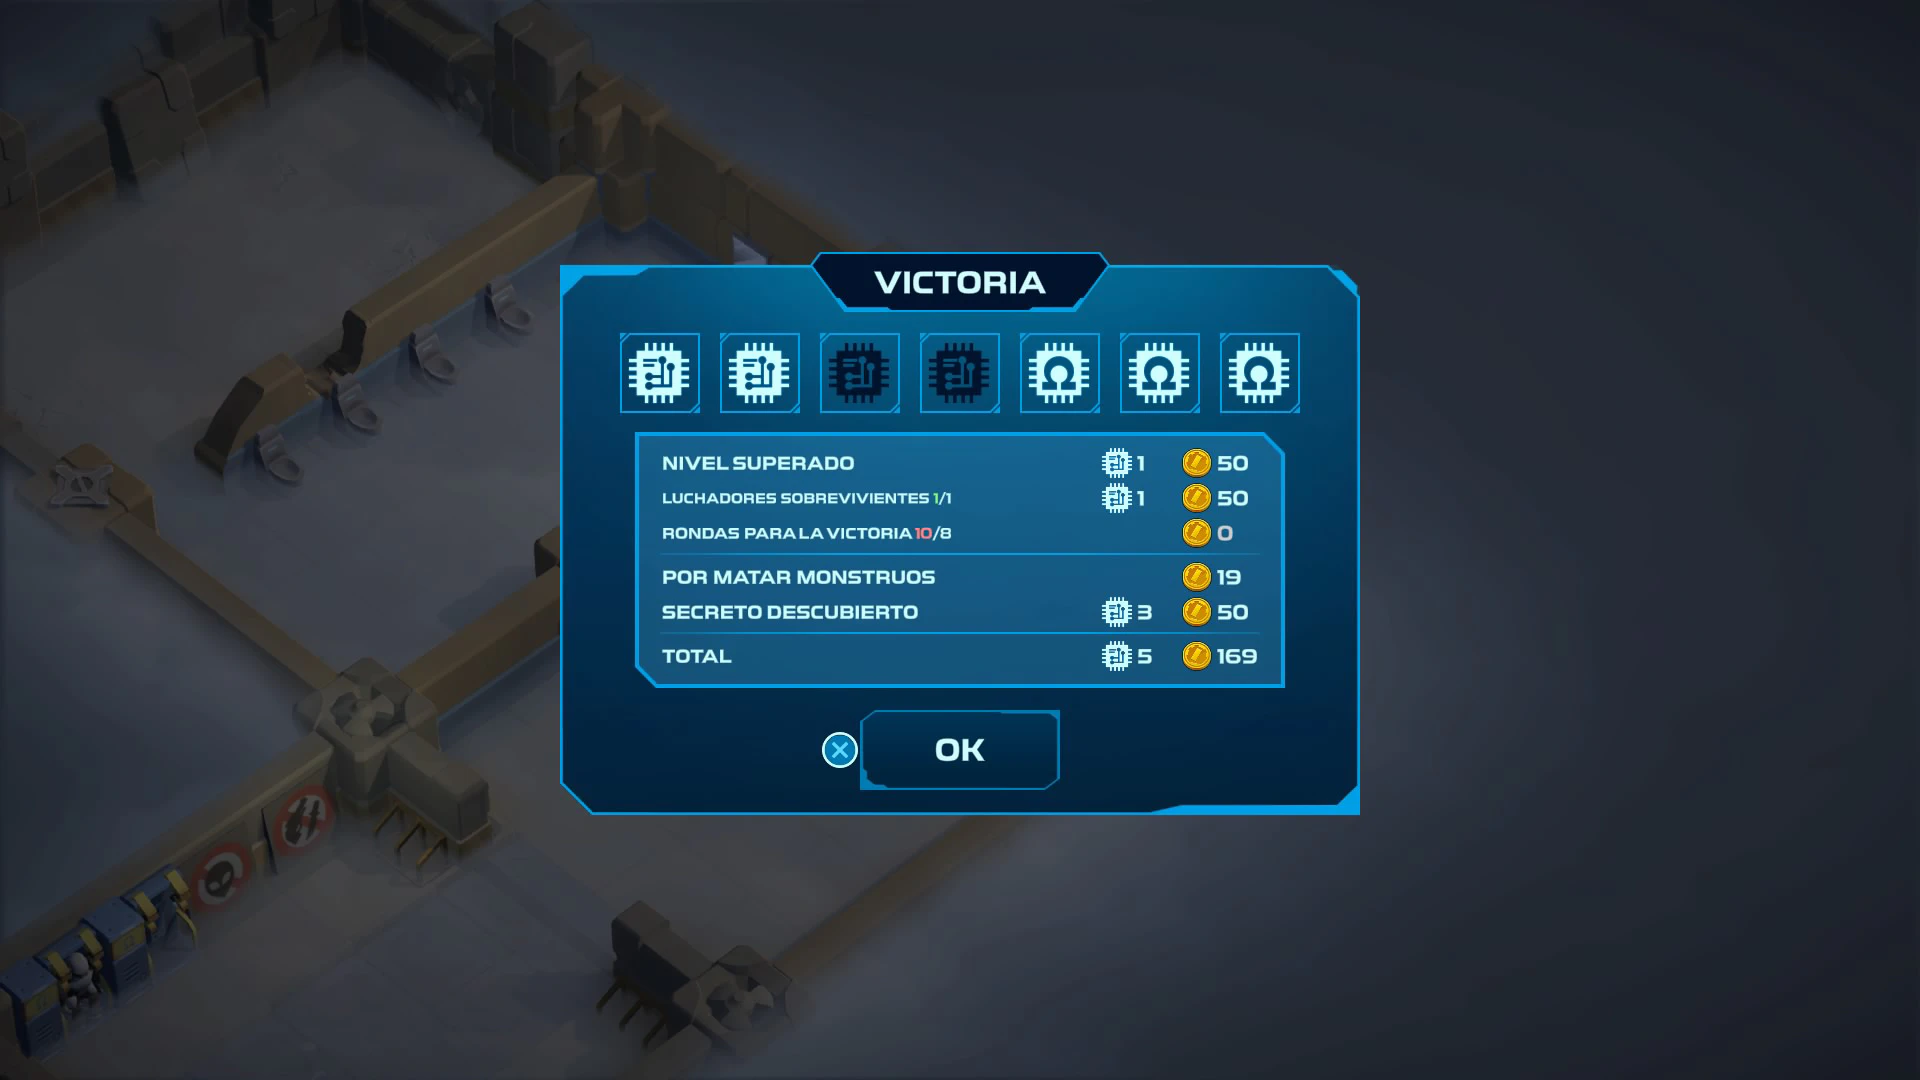 VICTORIA
NIVEL SUPERADO 1 50
LUCHADORES SOBREVIVIENTES 1/1 1 50
RONDAS PARA LA VICTORIA 10/8 0
POR MATAR MONSTRUOS 19
SECRETO DESCUBIERTO 3 50
TOTAL 5 169
OK